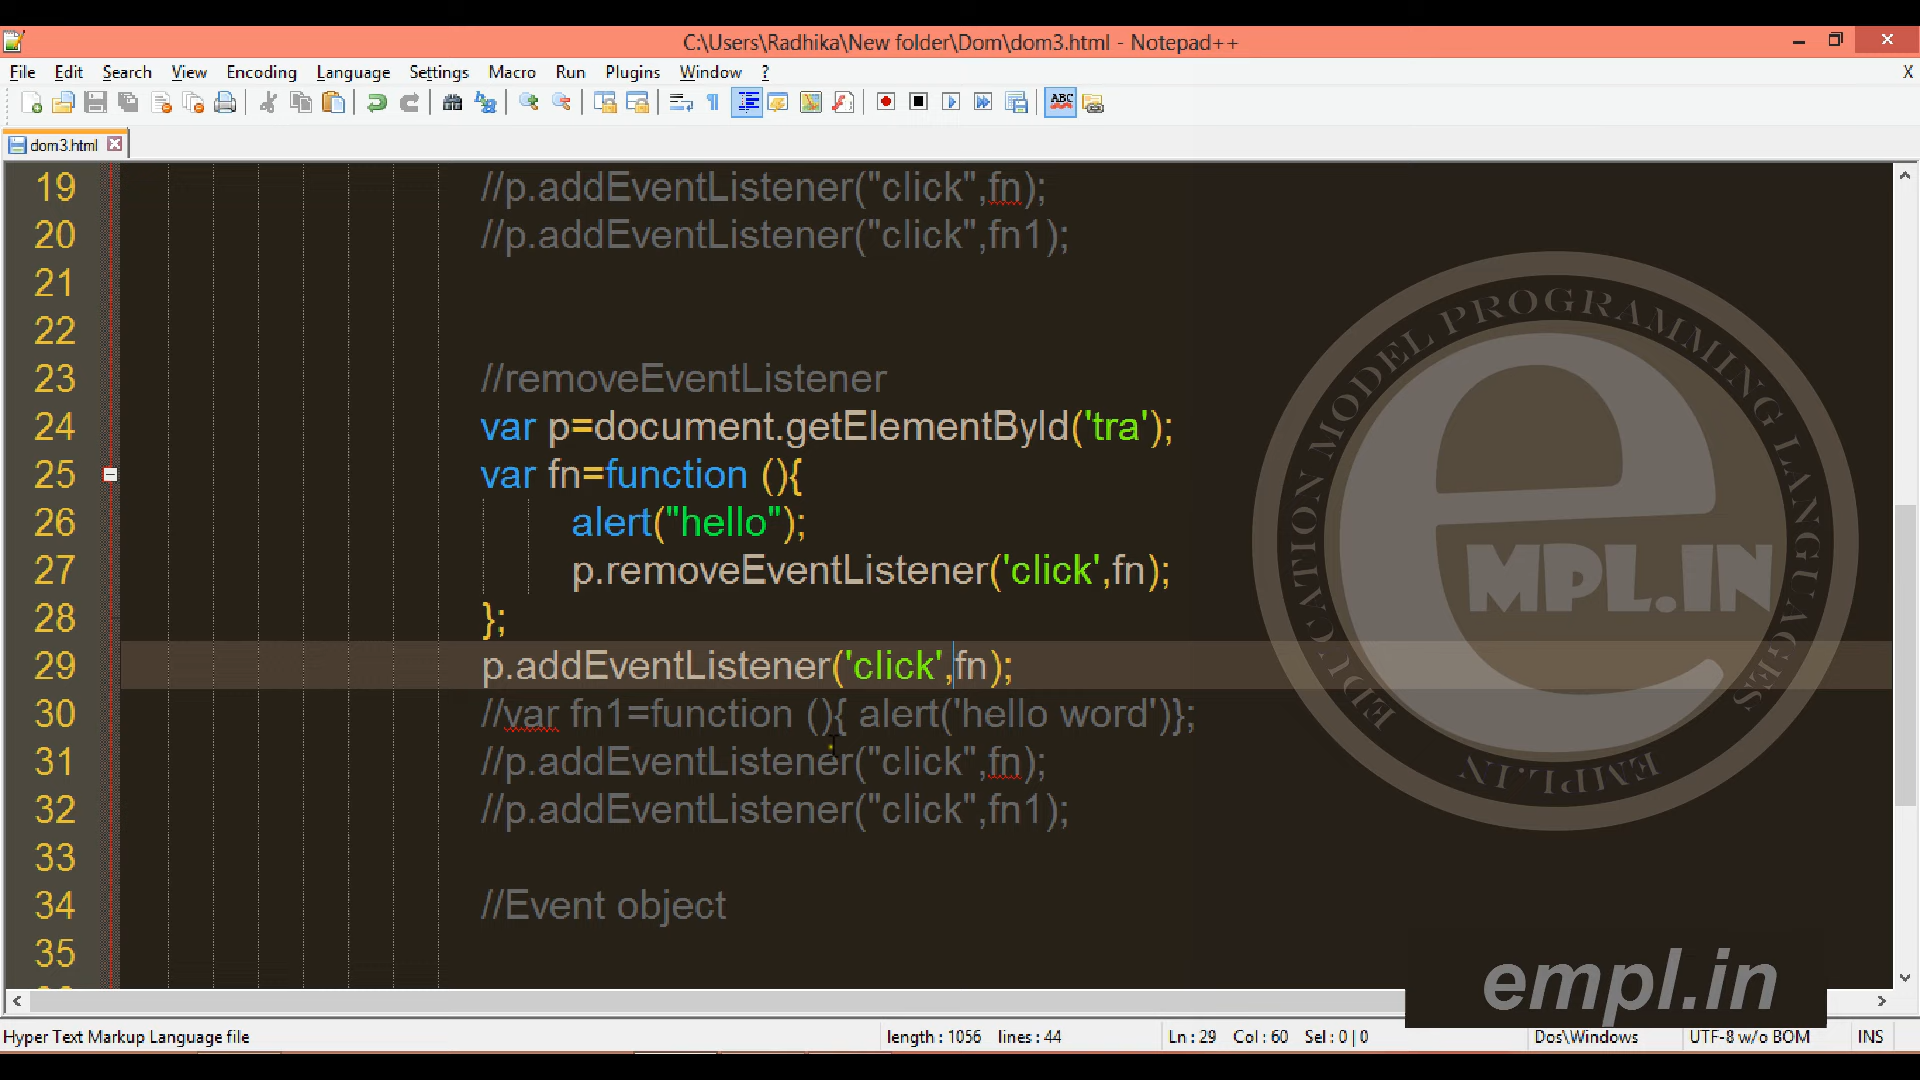 C:\Users\Radhika\New folder\Dom\dom3.html - Notepad++
File Edit Search View Encoding Language Settings Macro Run Plugins Window ? X
ABC
dom3.html
19 //p.addEventListener("click",fn);
20 //p.addEventListener("click",fn1);
21
22
23 //removeEventListener
24 var p=document.getElementById('tra');
25 var fn=function (){
26 alert("hello");
27 p.removeEventListener('click',fn);
28 };
29 p.addEventListener('click',fn);
30 //var fn1=function (){ alert('hello word')};
31 //p.addEventListener("click",fn);
32 //p.addEventListener("click",fn1);
33
34 //Event object
35
EDUCATION MODEL PROGRAMMING LANGUAGES
eMPL.IN
EMPL.IN
empl.in
Hyper Text Markup Language file length : 1056 lines : 44 Ln : 29 Col : 60 Sel : 0 | 0 Dos\Windows UTF-8 w/o BOM INS